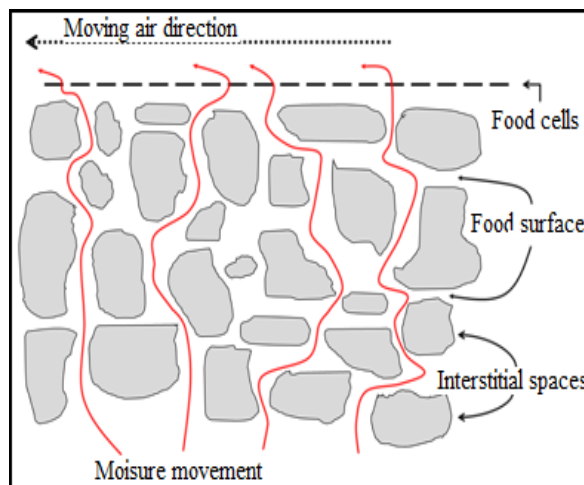 Moving air direction
Food cells
Food surface
Interstitial spaces
Moisure movement